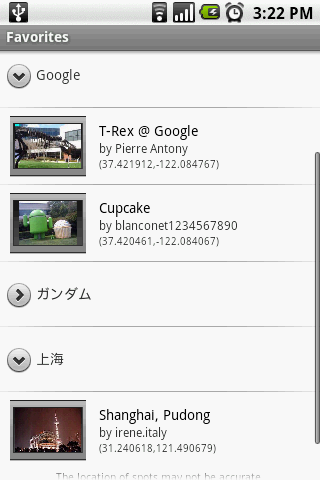 3:22 PM
Favorites
Google
T-Rex @ Google
by Pierre Antony
(37.421912,-122.084767)
Cupcake
by blanconet1234567890
(37.420461,-122.084067)
ガンダム
上海
Shanghai, Pudong
by irene.italy
(31.240618,121.490679)
The location of spots may not be accurate.